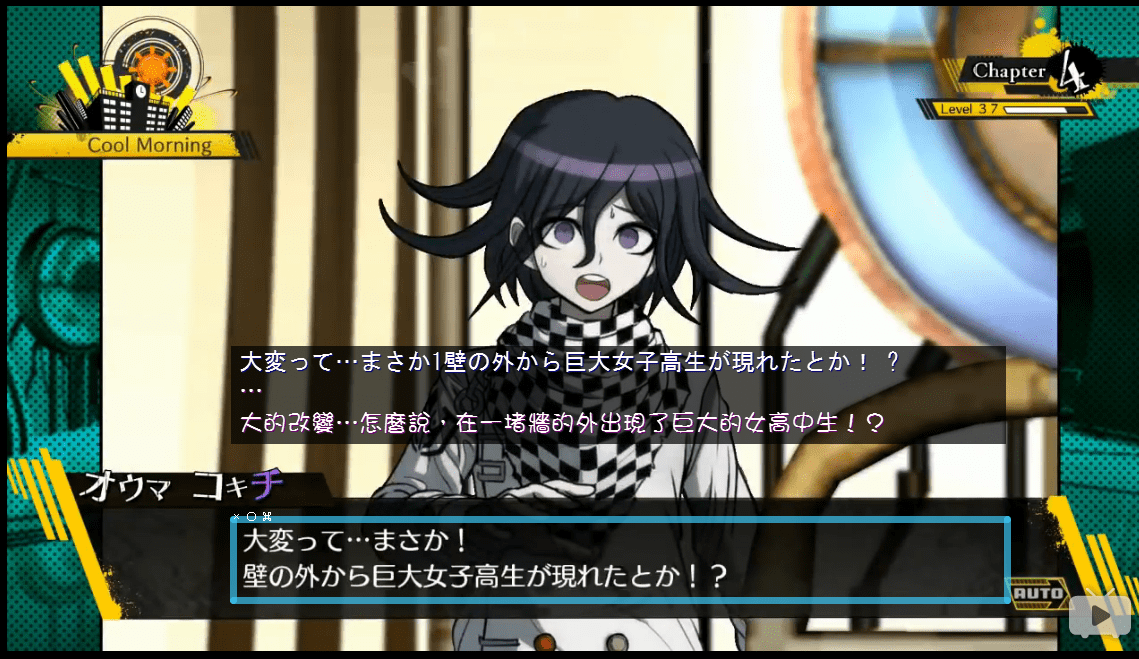 Cool Morning
Chapter 4
Level 37
大変って…まさか1壁の外から巨大女子高生が現れたとか！ ？
…
大的改變…怎麼說，在一堵牆的外出現了巨大的女高中生！？
オウマ コキチ
× ○ ⌘
大変って…まさか！
壁の外から巨大女子高生が現れたとか！？
AUTO